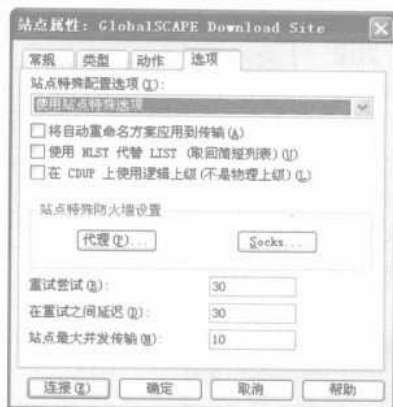 站点属性: GlobalSCAPE Download Site
常规 类型 动作 选项
站点特殊配置选项(I):
使用站点特殊选项
将自动重命名方案应用到传输(A)
使用 NLST 代替 LIST (取回简短列表)(U)
在 CDUP 上使用逻辑上级(不是物理上级)(L)
站点特殊防火墙设置
代理(P)... Socks...
重试尝试(R): 30
在重试之间延迟(D): 30
站点最大并发传输(M): 10
连接(Z) 确定 取消 帮助